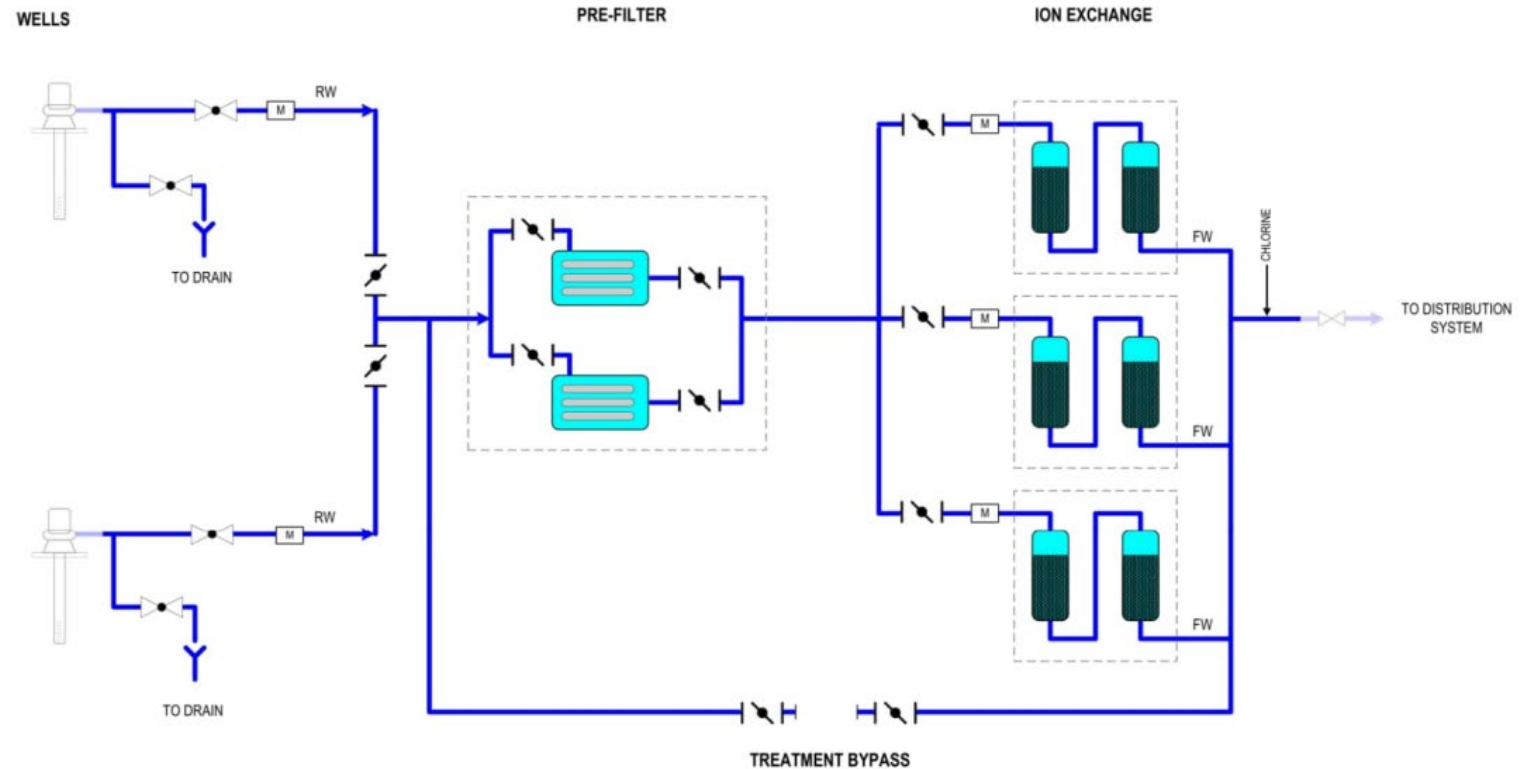 WELLS
PRE-FILTER
ION EXCHANGE
RW
M
M
TO DRAIN
CHLORINE
FW
M
TO DISTRIBUTION
SYSTEM
FW
RW
M
M
FW
TO DRAIN
TREATMENT BYPASS